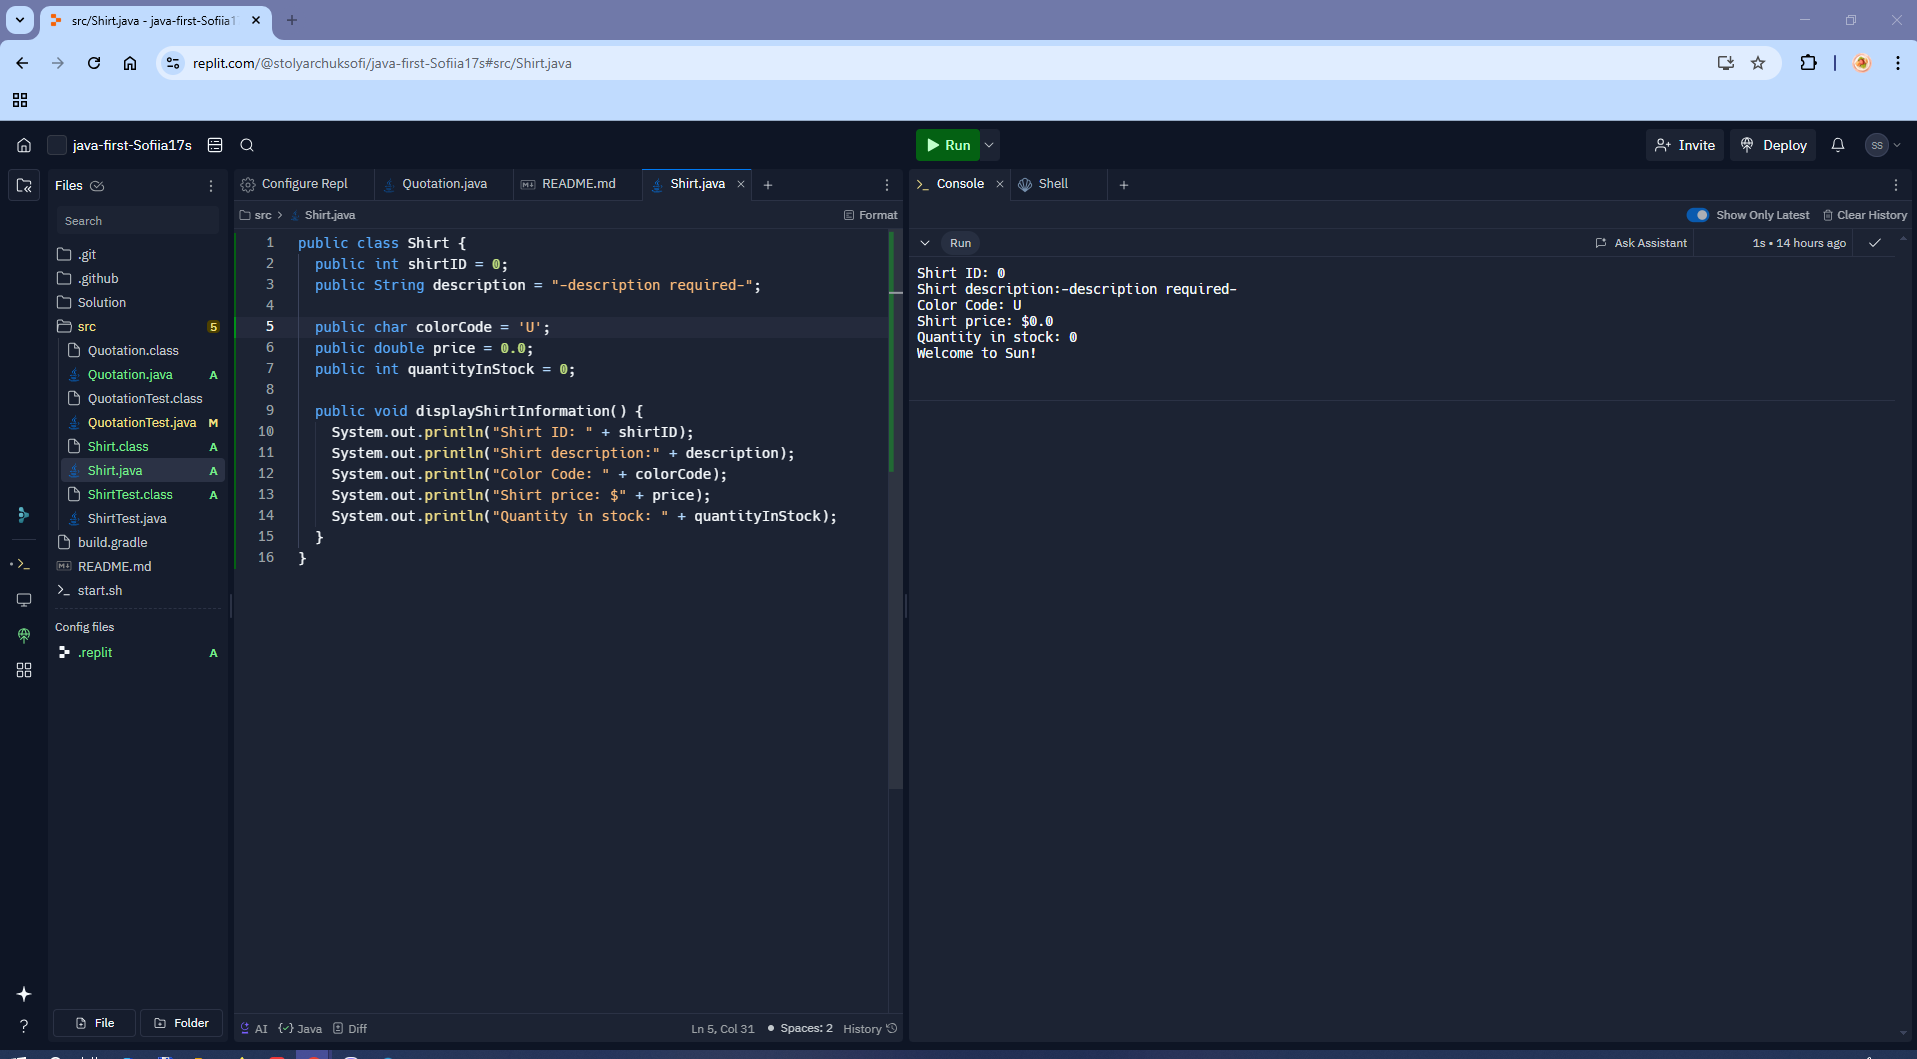 src/Shirt.java - java-first-Sofiia1
replit.com/@stolyarchuksofi/java-first-Sofiia17s#src/Shirt.java
java-first-Sofiia17s
Run
Invite
Deploy
SS
Files
Search
.git
.github
Solution
src 5
Quotation.class
Quotation.java A
QuotationTest.class
QuotationTest.java M
Shirt.class A
Shirt.java A
ShirtTest.class A
ShirtTest.java
build.gradle
README.md
start.sh
Config files
.replit A
File
Folder
Configure Repl
Quotation.java
README.md
Shirt.java
src > Shirt.java
Format
1 public class Shirt {
2 public int shirtID = 0;
3 public String description = "-description required-";
4
5 public char colorCode = 'U';
6 public double price = 0.0;
7 public int quantityInStock = 0;
8
9 public void displayShirtInformation() {
10 System.out.println("Shirt ID: " + shirtID);
11 System.out.println("Shirt description:" + description);
12 System.out.println("Color Code: " + colorCode);
13 System.out.println("Shirt price: $" + price);
14 System.out.println("Quantity in stock: " + quantityInStock);
15 }
16 }
AI
Java
Diff
Ln 5, Col 31
Spaces: 2
History
Console
Shell
Show Only Latest
Clear History
Run
Ask Assistant
1s • 14 hours ago
Shirt ID: 0
Shirt description:-description required-
Color Code: U
Shirt price: $0.0
Quantity in stock: 0
Welcome to Sun!